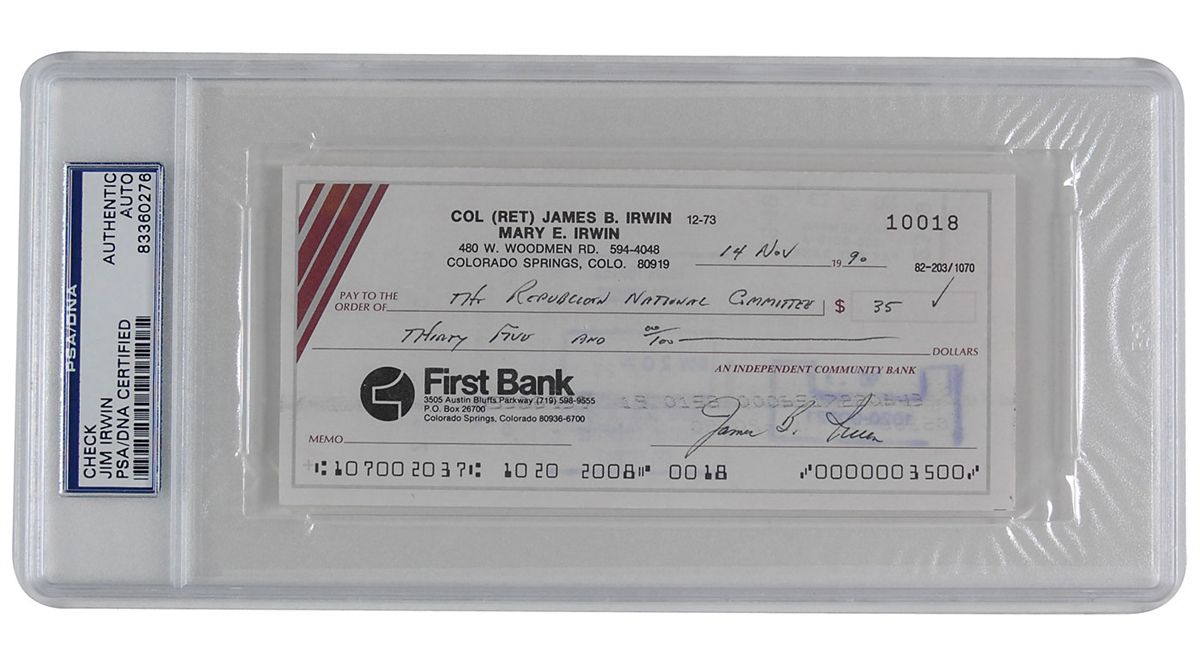 CHECK
JIM IRWIN
PSA/DNA CERTIFIED
AUTHENTIC
AUTO
83360276
PSA/DNA
COL (RET) JAMES B. IRWIN 12-73
MARY E. IRWIN
480 W. WOODMEN RD. 594-4048
COLORADO SPRINGS, COLO. 80919
10018
14 Nov 19 90
82-203/1070
PAY TO THE
ORDER OF The Republican National Committee $ 35
Thirty Five and 00/100 DOLLARS
AN INDEPENDENT COMMUNITY BANK
First Bank
3505 Austin Bluffs Parkway (719) 598-9555
P.O. Box 26700
Colorado Springs, Colorado 80936-6700
James B. Irwin
MEMO
⑆107002037⑆ 1020 2008⑈ 0018 ⑇0000003500⑇